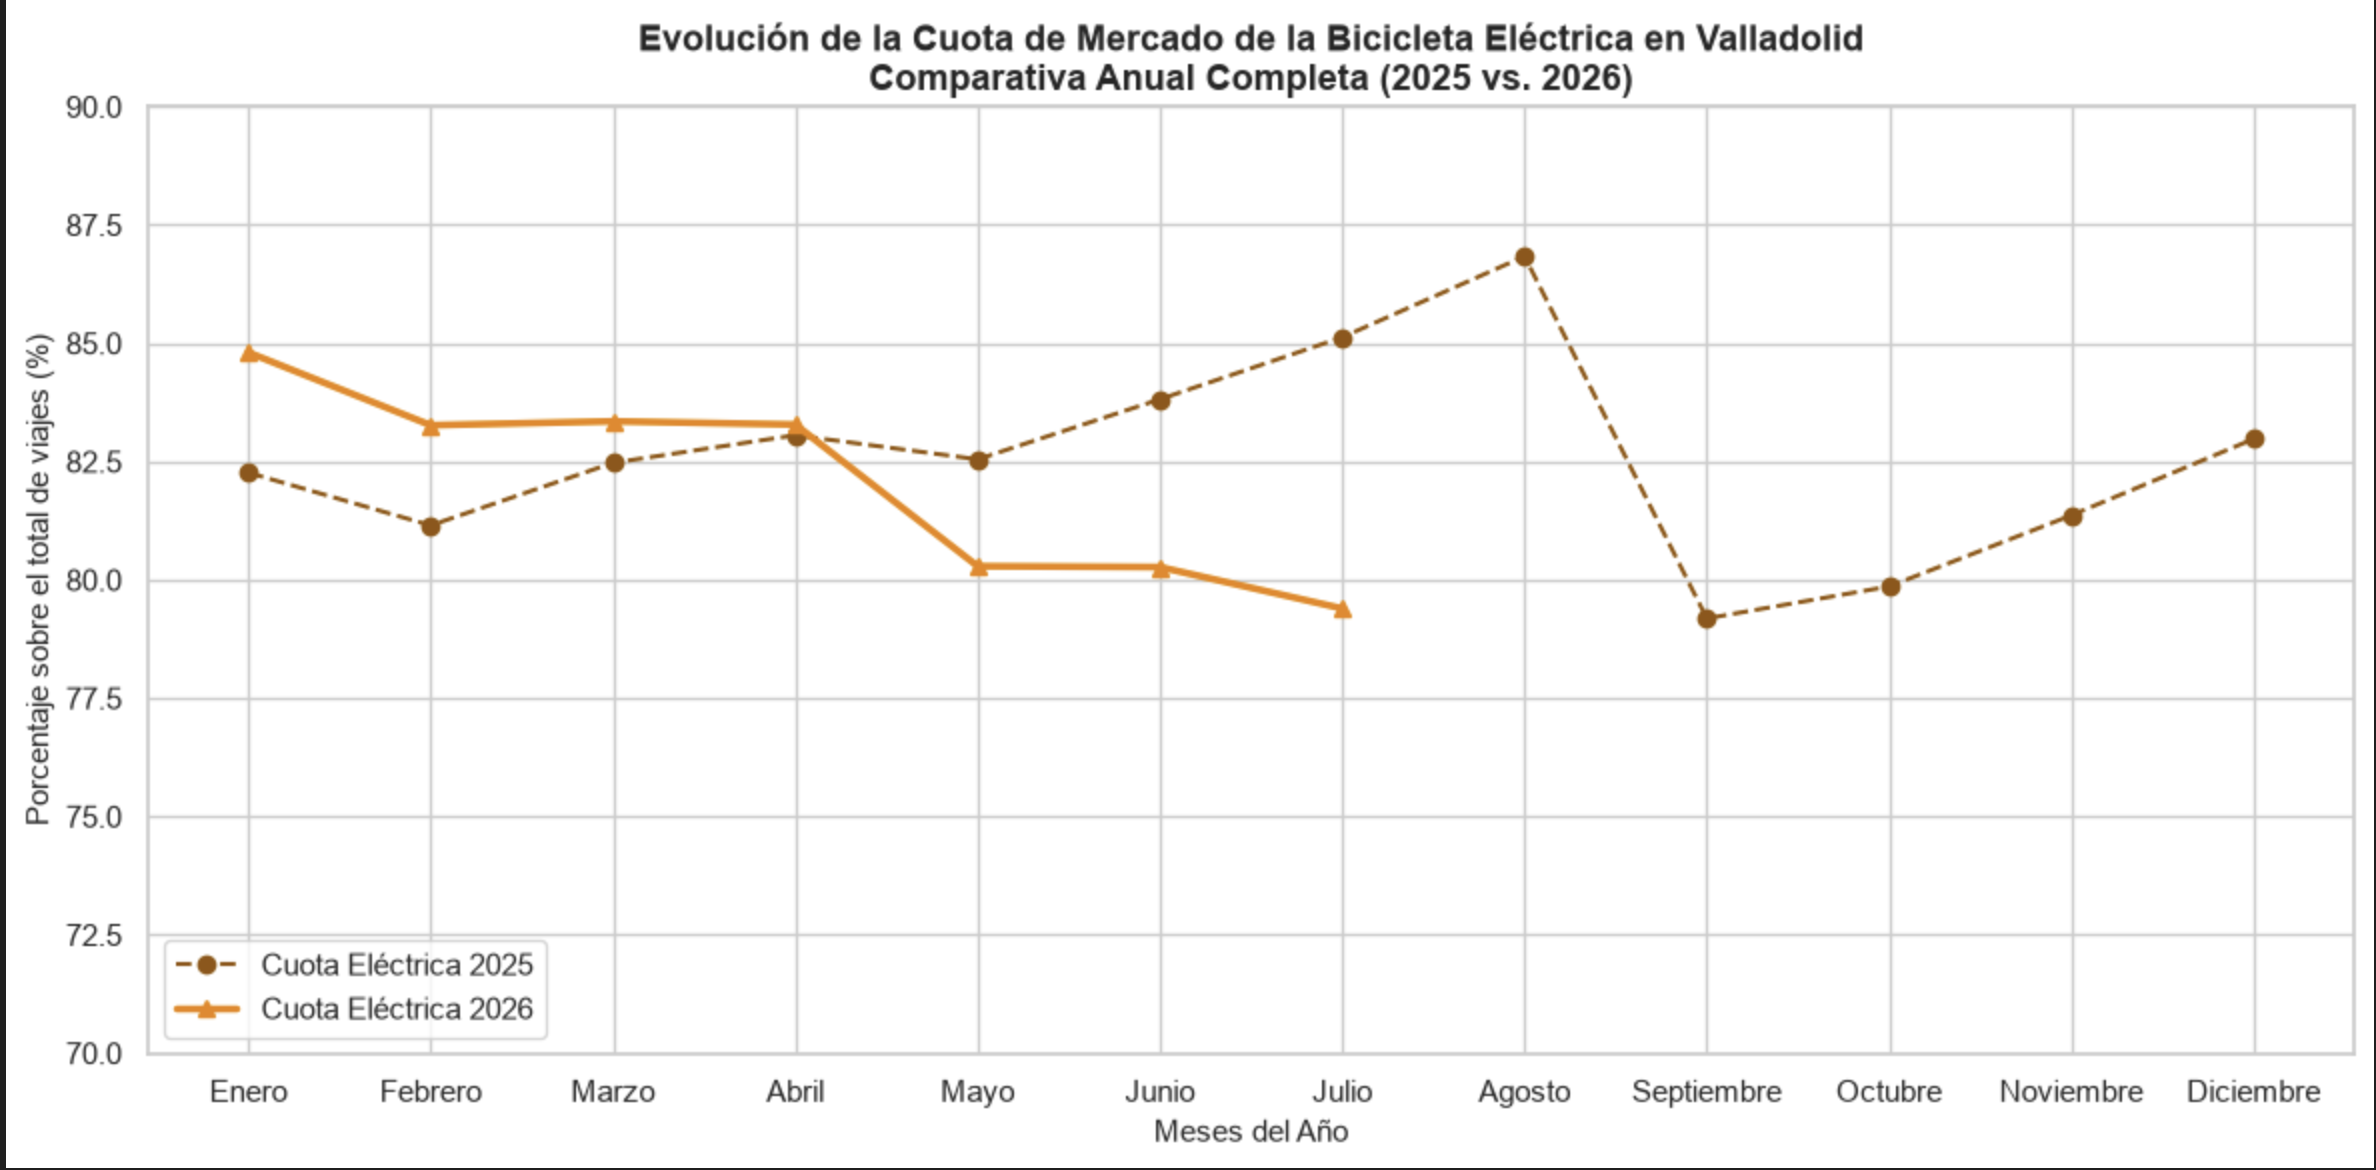 Evolución de la Cuota de Mercado de la Bicicleta Eléctrica en Valladolid
Comparativa Anual Completa (2025 vs. 2026)
90.0
87.5
85.0
82.5
80.0
77.5
75.0
72.5
70.0
Porcentaje sobre el total de viajes (%)
Cuota Eléctrica 2025
Cuota Eléctrica 2026
Enero Febrero Marzo Abril Mayo Junio Julio Agosto Septiembre Octubre Noviembre Diciembre
Meses del Año